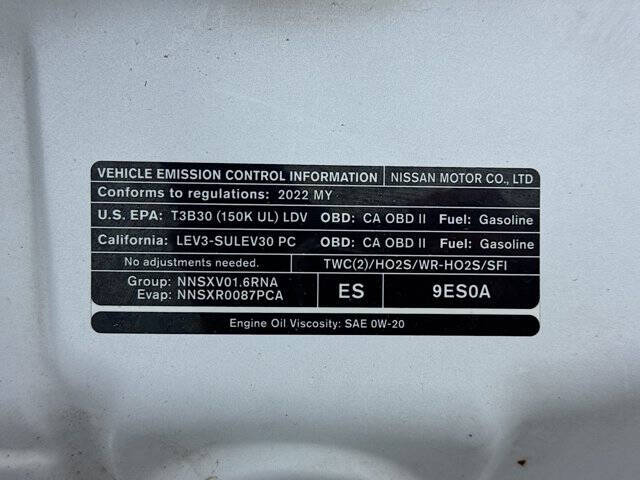 VEHICLE EMISSION CONTROL INFORMATION NISSAN MOTOR CO., LTD
Conforms to regulations: 2022 MY
U.S. EPA: T3B30 (150K UL) LDV OBD: CA OBD II Fuel: Gasoline
California: LEV3-SULEV30 PC OBD: CA OBD II Fuel: Gasoline
No adjustments needed. TWC(2)/HO2S/WR-HO2S/SFI
Group: NNSXV01.6RNA
Evap: NNSXR0087PCA
ES 9ES0A
Engine Oil Viscosity: SAE 0W-20